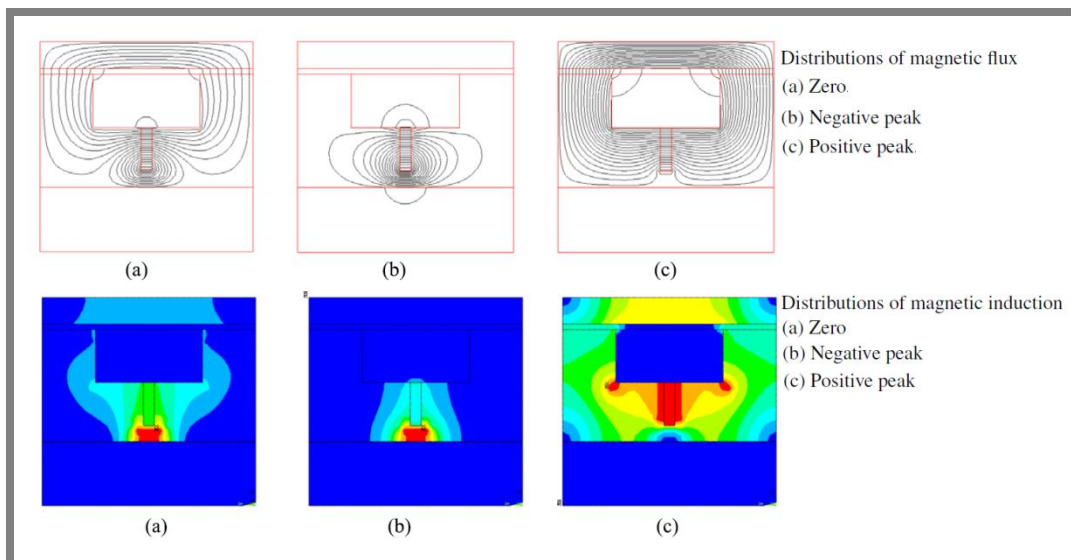 Distributions of magnetic flux
(a) Zero.
(b) Negative peak
(c) Positive peak.
(a)
(b)
(c)
Distributions of magnetic induction
(a) Zero
(b) Negative peak
(c) Positive peak
(a)
(b)
(c)